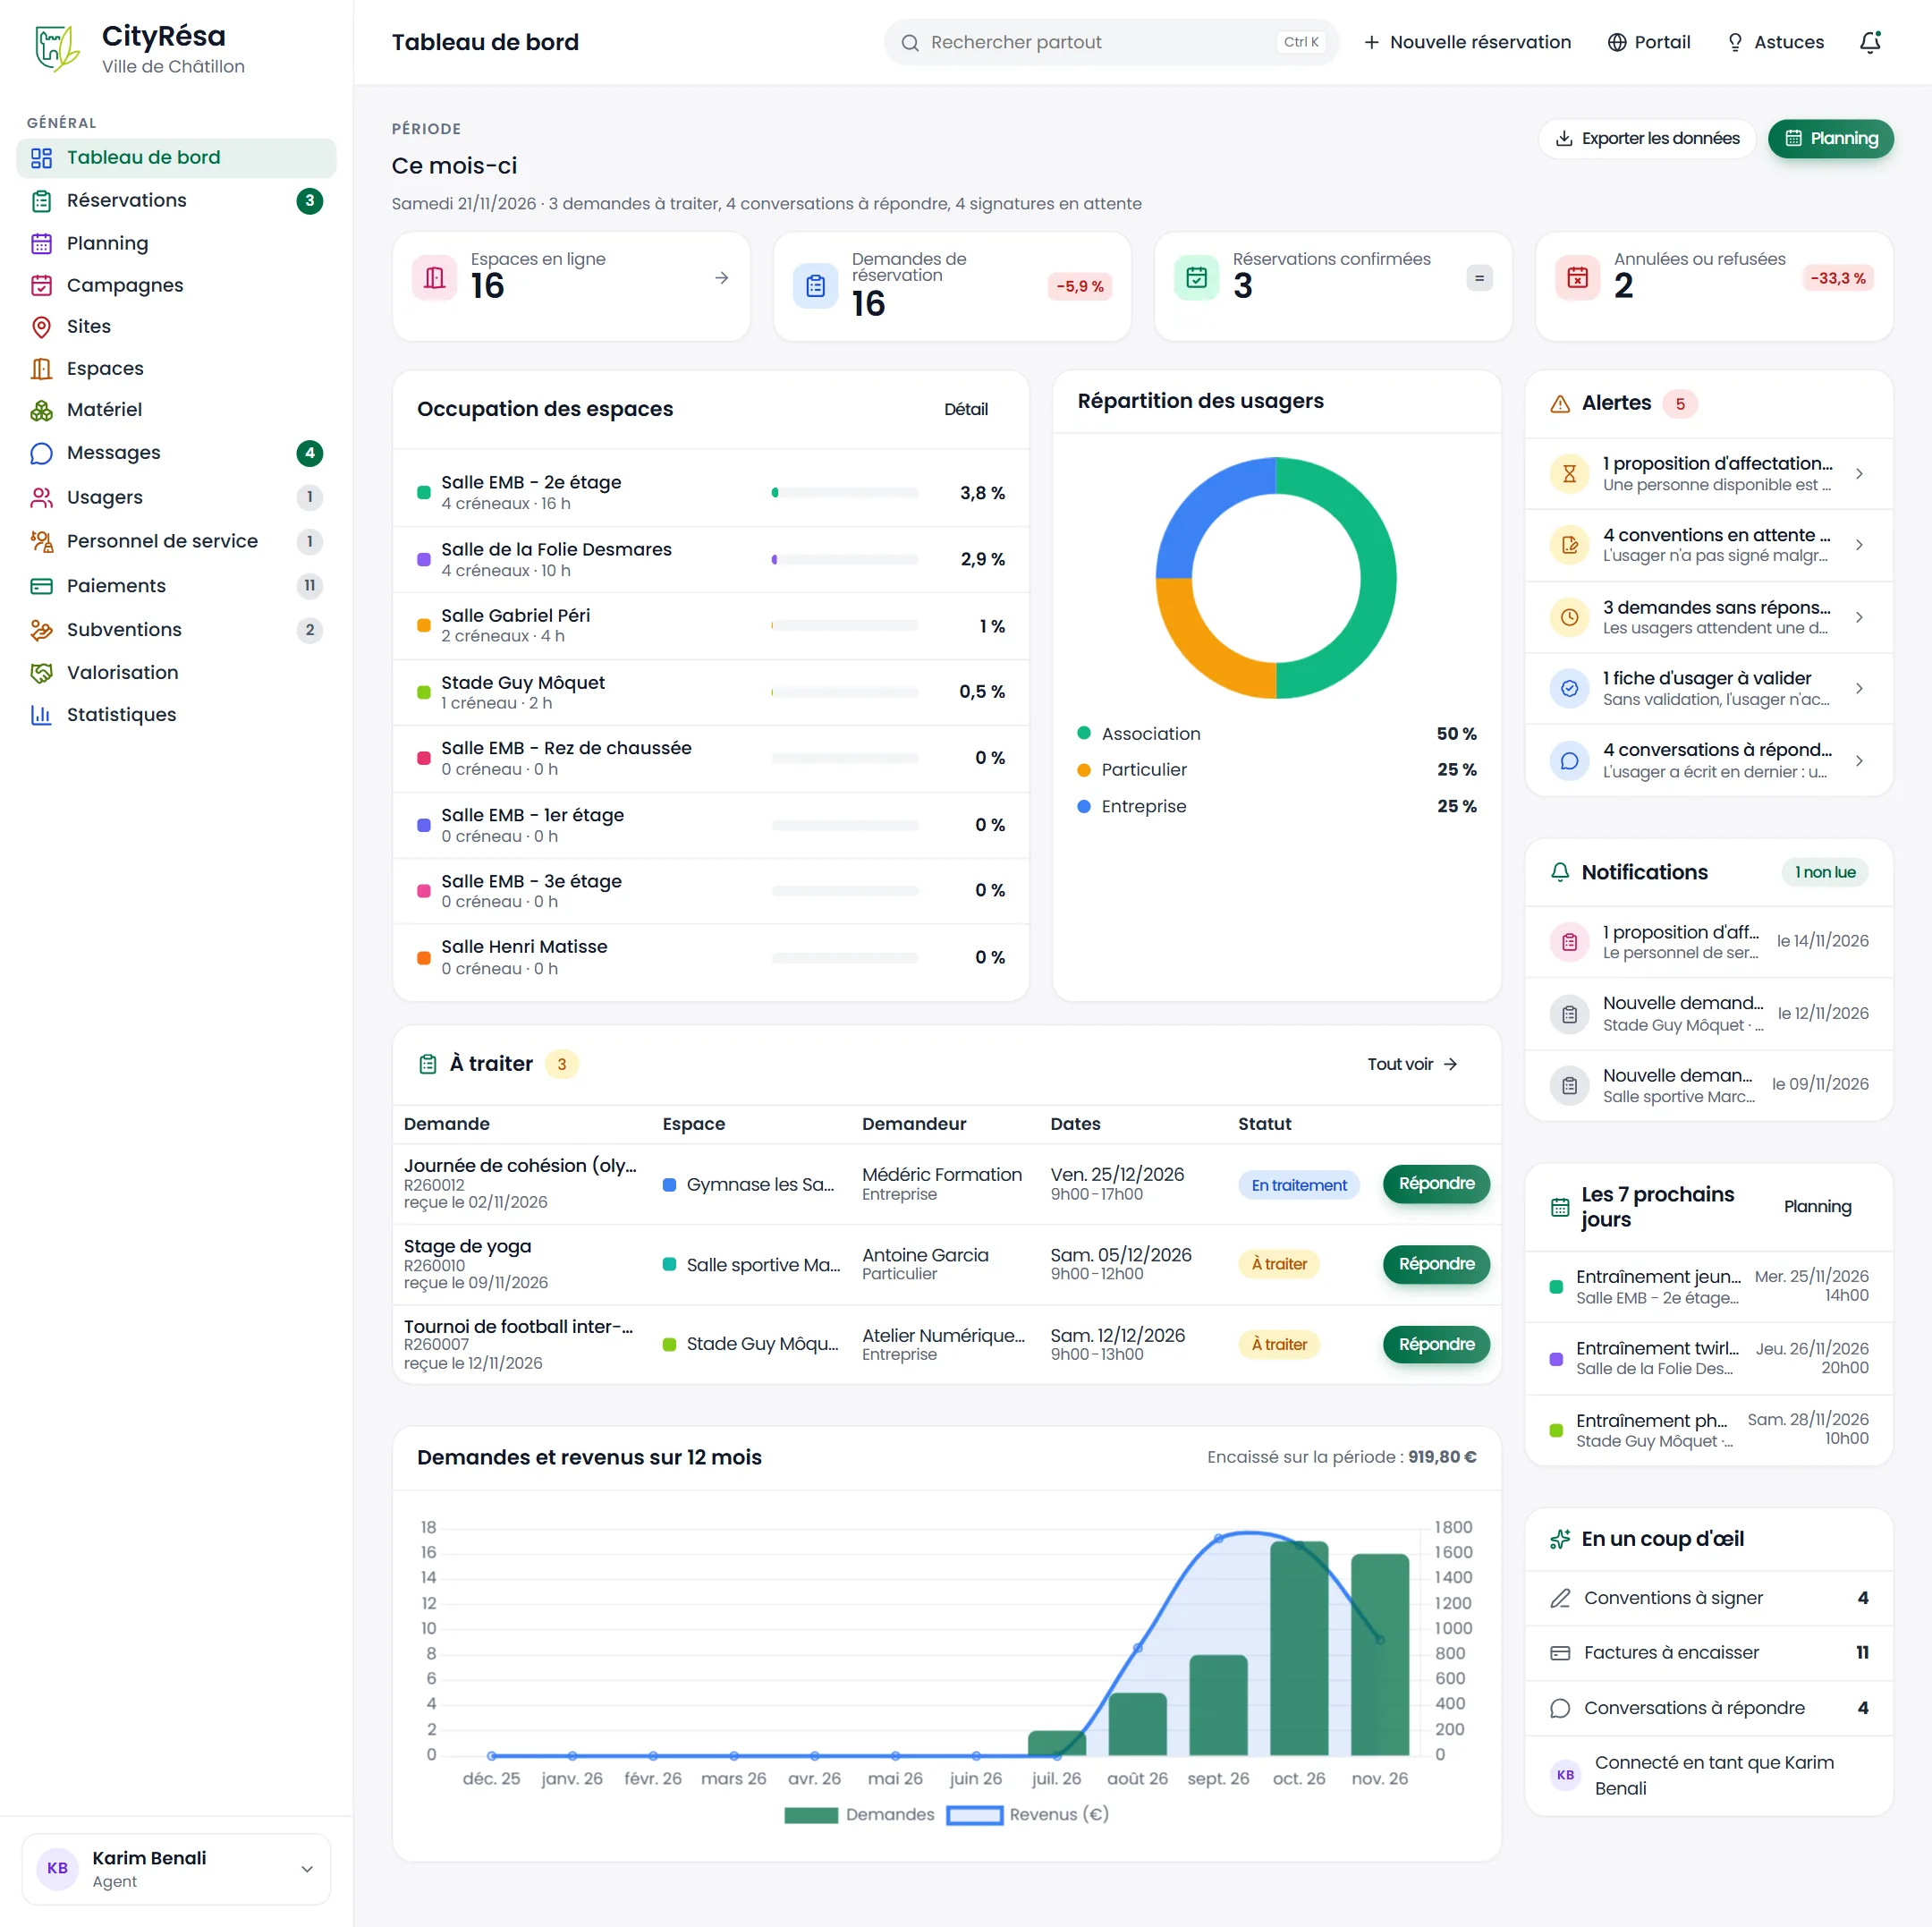 CityRésa
Ville de Châtillon
GÉNÉRAL
Tableau de bord
Réservations 3
Planning
Campagnes
Sites
Espaces
Matériel
Messages 4
Usagers 1
Personnel de service 1
Paiements 11
Subventions 2
Valorisation
Statistiques
KB
Karim Benali
Agent
Tableau de bord
Rechercher partout Ctrl K
Nouvelle réservation
Portail
Astuces
PÉRIODE
Ce mois-ci
Samedi 21/11/2026 · 3 demandes à traiter, 4 conversations à répondre, 4 signatures en attente
Exporter les données
Planning
Espaces en ligne
16
Demandes de
réservation
16
-5,9 %
Réservations confirmées
3
=
Annulées ou refusées
2
-33,3 %
Occupation des espaces Détail
Salle EMB - 2e étage
4 créneaux · 16 h
3,8 %
Salle de la Folie Desmares
4 créneaux · 10 h
2,9 %
Salle Gabriel Péri
2 créneaux · 4 h
1 %
Stade Guy Môquet
1 créneau · 2 h
0,5 %
Salle EMB - Rez de chaussée
0 créneau · 0 h
0 %
Salle EMB - 1er étage
0 créneau · 0 h
0 %
Salle EMB - 3e étage
0 créneau · 0 h
0 %
Salle Henri Matisse
0 créneau · 0 h
0 %
Répartition des usagers
Association 50 %
Particulier 25 %
Entreprise 25 %
Alertes 5
1 proposition d'affectation...
Une personne disponible est ...
4 conventions en attente ...
L'usager n'a pas signé malgr...
3 demandes sans répons...
Les usagers attendent une d...
1 fiche d'usager à valider
Sans validation, l'usager n'ac...
4 conversations à répond...
L'usager a écrit en dernier : u...
Notifications 1 non lue
1 proposition d'aff...
Le personnel de ser...
le 14/11/2026
Nouvelle demand...
Stade Guy Môquet · ...
le 12/11/2026
Nouvelle deman...
Salle sportive Marc...
le 09/11/2026
À traiter 3
Tout voir
Demande Espace Demandeur Dates Statut
Journée de cohésion (oly...
R260012
reçue le 02/11/2026
Gymnase les Sa...
Médéric Formation
Entreprise
Ven. 25/12/2026
9h00-17h00
En traitement
Répondre
Stage de yoga
R260010
reçue le 09/11/2026
Salle sportive Ma...
Antoine Garcia
Particulier
Sam. 05/12/2026
9h00-12h00
À traiter
Répondre
Tournoi de football inter-...
R260007
reçue le 12/11/2026
Stade Guy Môqu...
Atelier Numérique...
Entreprise
Sam. 12/12/2026
9h00-13h00
À traiter
Répondre
Les 7 prochains
jours
Planning
Entraînement jeun...
Salle EMB - 2e étage...
Mer. 25/11/2026
14h00
Entraînement twirl...
Salle de la Folie Des...
Jeu. 26/11/2026
20h00
Entraînement ph...
Stade Guy Môquet ·...
Sam. 28/11/2026
10h00
Demandes et revenus sur 12 mois
Encaissé sur la période : 919,80 €
18
16
14
12
10
8
6
4
2
0
1 800
1 600
1 400
1 200
1 000
800
600
400
200
0
déc. 25 janv. 26 févr. 26 mars 26 avr. 26 mai 26 juin 26 juil. 26 août 26 sept. 26 oct. 26 nov. 26
Demandes Revenus (€)
En un coup d'œil
Conventions à signer 4
Factures à encaisser 11
Conversations à répondre 4
KB
Connecté en tant que Karim
Benali